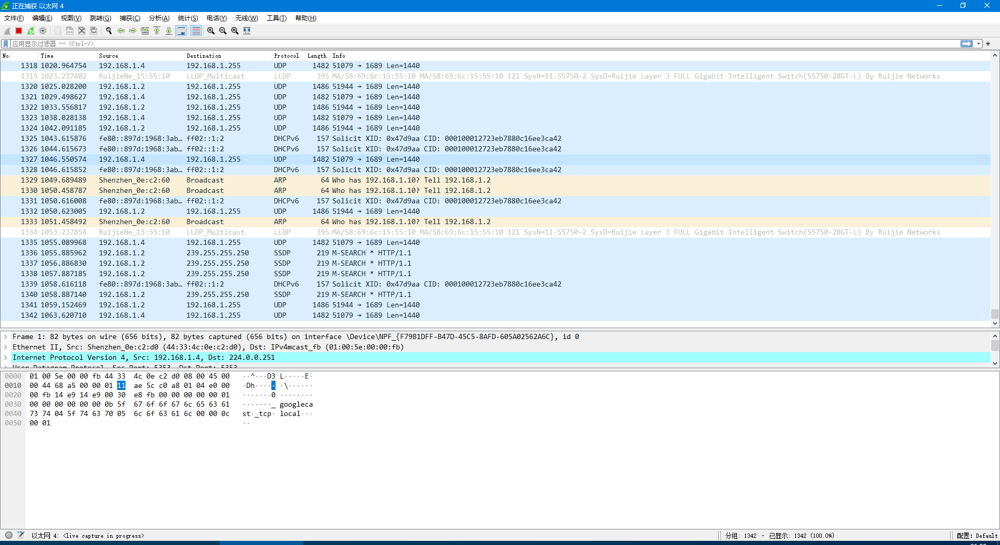 正在捕获 以太网 4
文件(F) 编辑(E) 视图(V) 跳转(G) 捕获(C) 分析(A) 统计(S) 电话(Y) 无线(W) 工具(T) 帮助(H)
应用显示过滤器 … <Ctrl-/>
No. Time Source Destination Protocol Length Info
1318 1020.964754 192.168.1.4 192.168.1.255 UDP 1482 51079 → 1689 Len=1440
1319 1023.237402 RuijieNe_15:55:10 LLDP_Multicast LLDP 395 MA/58:69:6c:15:55:10 MA/58:69:6c:15:55:10 121 SysN=11-S5750-2 SysD=Ruijie Layer 3 FULL Gigabit Intelligent Switch(S5750-28GT-L) By Ruijie Networks
1320 1025.028200 192.168.1.2 192.168.1.255 UDP 1486 51944 → 1689 Len=1440
1321 1029.498627 192.168.1.4 192.168.1.255 UDP 1482 51079 → 1689 Len=1440
1322 1033.556817 192.168.1.2 192.168.1.255 UDP 1486 51944 → 1689 Len=1440
1323 1038.028138 192.168.1.4 192.168.1.255 UDP 1482 51079 → 1689 Len=1440
1324 1042.091185 192.168.1.2 192.168.1.255 UDP 1486 51944 → 1689 Len=1440
1325 1043.615876 fe80::897d:1968:3ab… ff02::1:2 DHCPv6 157 Solicit XID: 0x47d9aa CID: 000100012723eb7880c16ee3ca42
1326 1044.615673 fe80::897d:1968:3ab… ff02::1:2 DHCPv6 157 Solicit XID: 0x47d9aa CID: 000100012723eb7880c16ee3ca42
1327 1046.550574 192.168.1.4 192.168.1.255 UDP 1482 51079 → 1689 Len=1440
1328 1046.615852 fe80::897d:1968:3ab… ff02::1:2 DHCPv6 157 Solicit XID: 0x47d9aa CID: 000100012723eb7880c16ee3ca42
1329 1049.689489 Shenzhen_0e:c2:60 Broadcast ARP 64 Who has 192.168.1.10? Tell 192.168.1.2
1330 1050.458787 Shenzhen_0e:c2:60 Broadcast ARP 64 Who has 192.168.1.10? Tell 192.168.1.2
1331 1050.616008 fe80::897d:1968:3ab… ff02::1:2 DHCPv6 157 Solicit XID: 0x47d9aa CID: 000100012723eb7880c16ee3ca42
1332 1050.623005 192.168.1.2 192.168.1.255 UDP 1486 51944 → 1689 Len=1440
1333 1051.458492 Shenzhen_0e:c2:60 Broadcast ARP 64 Who has 192.168.1.10? Tell 192.168.1.2
1334 1053.237854 RuijieNe_15:55:10 LLDP_Multicast LLDP 395 MA/58:69:6c:15:55:10 MA/58:69:6c:15:55:10 121 SysN=11-S5750-2 SysD=Ruijie Layer 3 FULL Gigabit Intelligent Switch(S5750-28GT-L) By Ruijie Networks
1335 1055.089968 192.168.1.4 192.168.1.255 UDP 1482 51079 → 1689 Len=1440
1336 1055.885962 192.168.1.2 239.255.255.250 SSDP 219 M-SEARCH * HTTP/1.1
1337 1056.886830 192.168.1.2 239.255.255.250 SSDP 219 M-SEARCH * HTTP/1.1
1338 1057.887185 192.168.1.2 239.255.255.250 SSDP 219 M-SEARCH * HTTP/1.1
1339 1058.616118 fe80::897d:1968:3ab… ff02::1:2 DHCPv6 157 Solicit XID: 0x47d9aa CID: 000100012723eb7880c16ee3ca42
1340 1058.887140 192.168.1.2 239.255.255.250 SSDP 219 M-SEARCH * HTTP/1.1
1341 1059.152469 192.168.1.2 192.168.1.255 UDP 1486 51944 → 1689 Len=1440
1342 1063.620710 192.168.1.4 192.168.1.255 UDP 1482 51079 → 1689 Len=1440
Frame 1: 82 bytes on wire (656 bits), 82 bytes captured (656 bits) on interface \Device\NPF_{F79B1DFF-B47D-45C5-8AFD-605A02562A6C}, id 0
Ethernet II, Src: Shenzhen_0e:c2:d0 (44:33:4c:0e:c2:d0), Dst: IPv4mcast_fb (01:00:5e:00:00:fb)
Internet Protocol Version 4, Src: 192.168.1.4, Dst: 224.0.0.251
User Datagram Protocol, Src Port: 5353, Dst Port: 5353
0000 01 00 5e 00 00 fb 44 33 4c 0e c2 d0 08 00 45 00 ··^···D3 L·····E·
0010 00 44 68 a5 00 00 01 11 ae 5c c0 a8 01 04 e0 00 ·Dh····· ·\······
0020 00 fb 14 e9 14 e9 00 30 e8 fb 00 00 00 00 00 01 ·······0 ········
0030 00 00 00 00 00 00 0b 5f 67 6f 6f 67 6c 65 63 61 ·······_ googleca
0040 73 74 04 5f 74 63 70 05 6c 6f 63 61 6c 00 00 0c st·_tcp· local···
0050 00 01 ··
以太网 4: <live capture in progress> 分组: 1342 · 已显示: 1342 (100.0%) 配置: Default